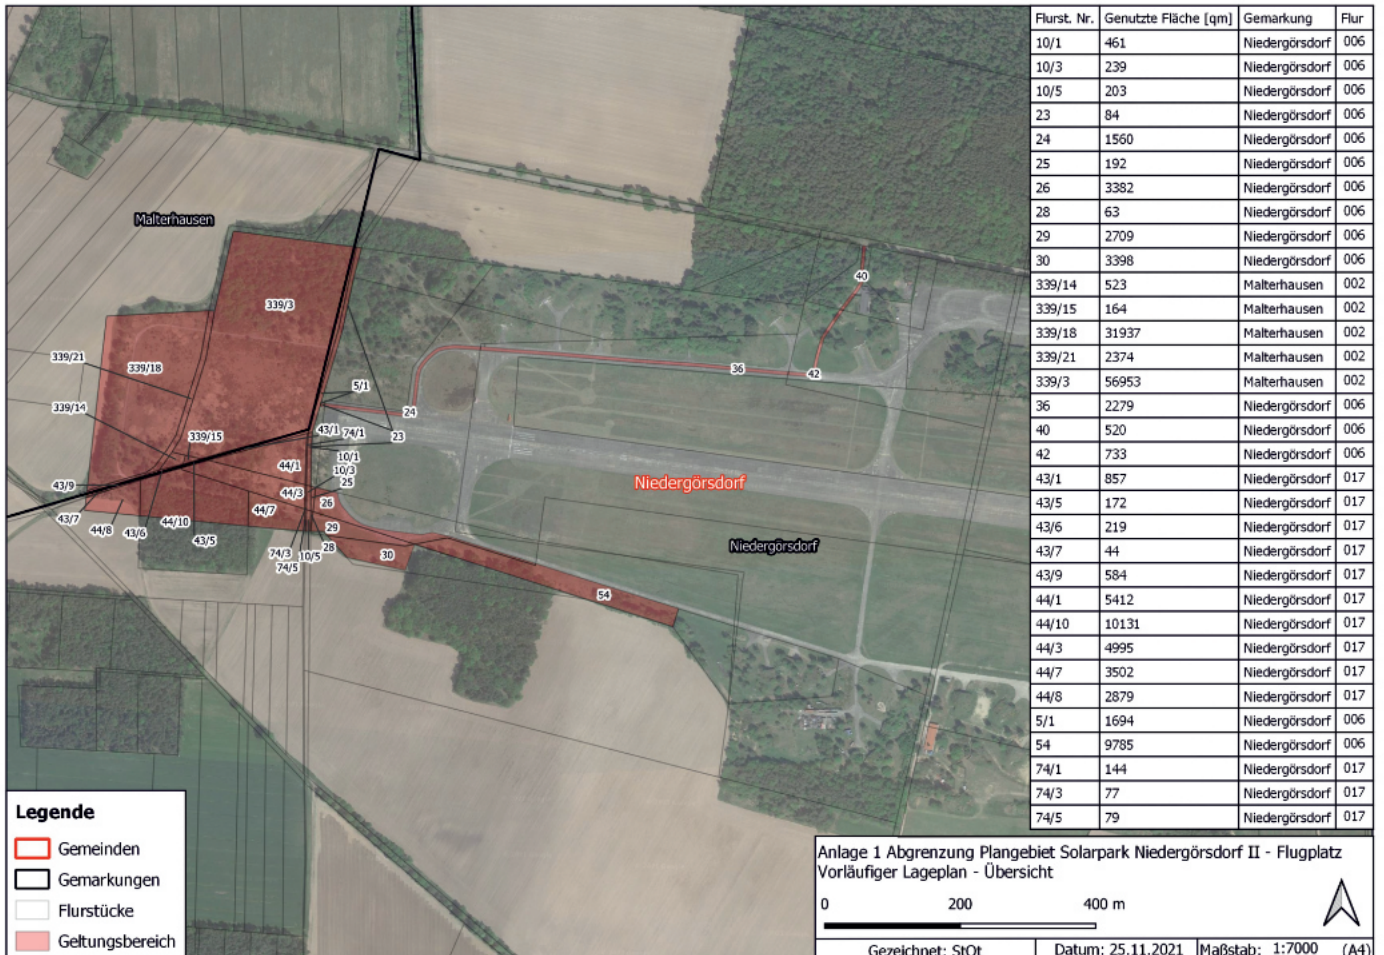 Malterhausen
339/3
40
339/21
339/18
36
42
5/1
339/14
24
339/15
43/1
74/1
23
44/1
10/1
10/3
25
43/9
44/3
26
Niedergörsdorf
43/7
44/8
43/6
44/10
43/5
44/7
29
28
30
Niedergörsdorf
74/3
10/5
74/5
54
Flurst. Nr. Genutzte Fläche [qm] Gemarkung Flur
10/1 461 Niedergörsdorf 006
10/3 239 Niedergörsdorf 006
10/5 203 Niedergörsdorf 006
23 84 Niedergörsdorf 006
24 1560 Niedergörsdorf 006
25 192 Niedergörsdorf 006
26 3382 Niedergörsdorf 006
28 63 Niedergörsdorf 006
29 2709 Niedergörsdorf 006
30 3398 Niedergörsdorf 006
339/14 523 Malterhausen 002
339/15 164 Malterhausen 002
339/18 31937 Malterhausen 002
339/21 2374 Malterhausen 002
339/3 56953 Malterhausen 002
36 2279 Niedergörsdorf 006
40 520 Niedergörsdorf 006
42 733 Niedergörsdorf 006
43/1 857 Niedergörsdorf 017
43/5 172 Niedergörsdorf 017
43/6 219 Niedergörsdorf 017
43/7 44 Niedergörsdorf 017
43/9 584 Niedergörsdorf 017
44/1 5412 Niedergörsdorf 017
44/10 10131 Niedergörsdorf 017
44/3 4995 Niedergörsdorf 017
44/7 3502 Niedergörsdorf 017
44/8 2879 Niedergörsdorf 017
5/1 1694 Niedergörsdorf 006
54 9785 Niedergörsdorf 006
74/1 144 Niedergörsdorf 017
74/3 77 Niedergörsdorf 017
74/5 79 Niedergörsdorf 017
Legende
Gemeinden
Gemarkungen
Flurstücke
Geltungsbereich
Anlage 1 Abgrenzung Plangebiet Solarpark Niedergörsdorf II - Flugplatz
Vorläufiger Lageplan - Übersicht
0 200 400 m
Gezeichnet: StOt Datum: 25.11.2021 Maßstab: 1:7000 (A4)